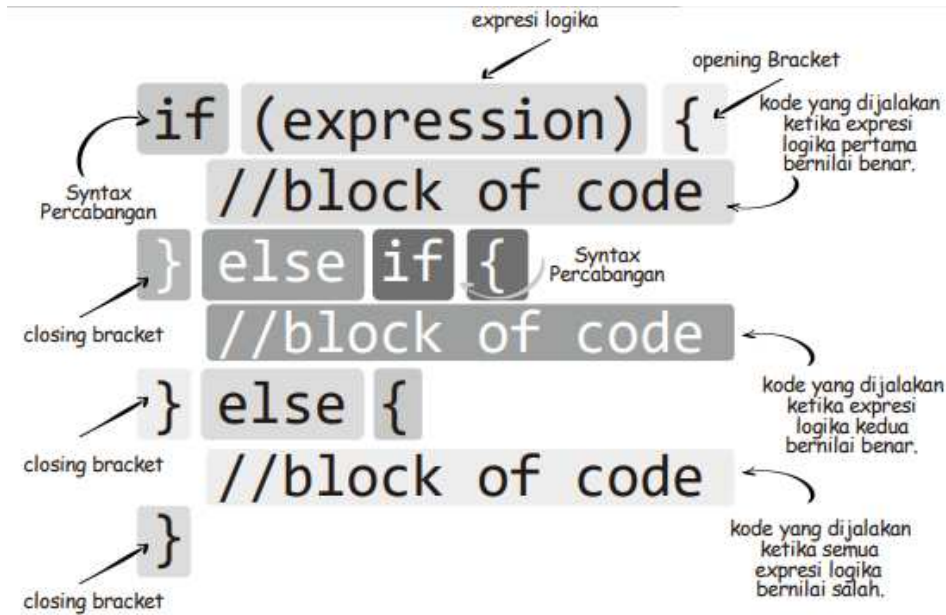 expresi logika
opening Bracket
if (expression) {
kode yang dijalakan
ketika expresi
logika pertama
bernilai benar.
Syntax
Percabangan
//block of code
} else if {
Syntax
Percabangan
closing bracket
//block of code
kode yang dijalakan
ketika expresi
logika kedua
bernilai benar.
} else {
closing bracket
//block of code
kode yang dijalakan
ketika semua
expresi logika
bernilai salah.
}
closing bracket